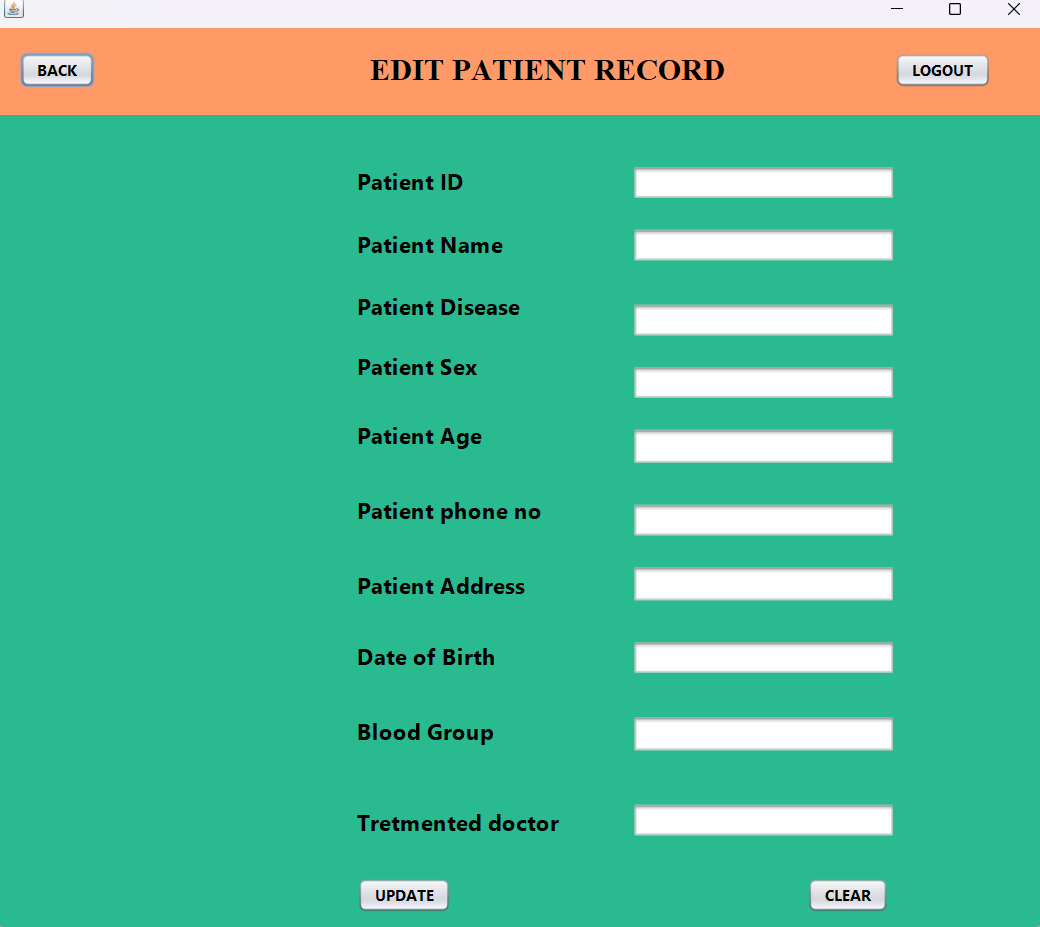 BACK
EDIT PATIENT RECORD
LOGOUT
Patient ID
Patient Name
Patient Disease
Patient Sex
Patient Age
Patient phone no
Patient Address
Date of Birth
Blood Group
Tretmented doctor
UPDATE
CLEAR